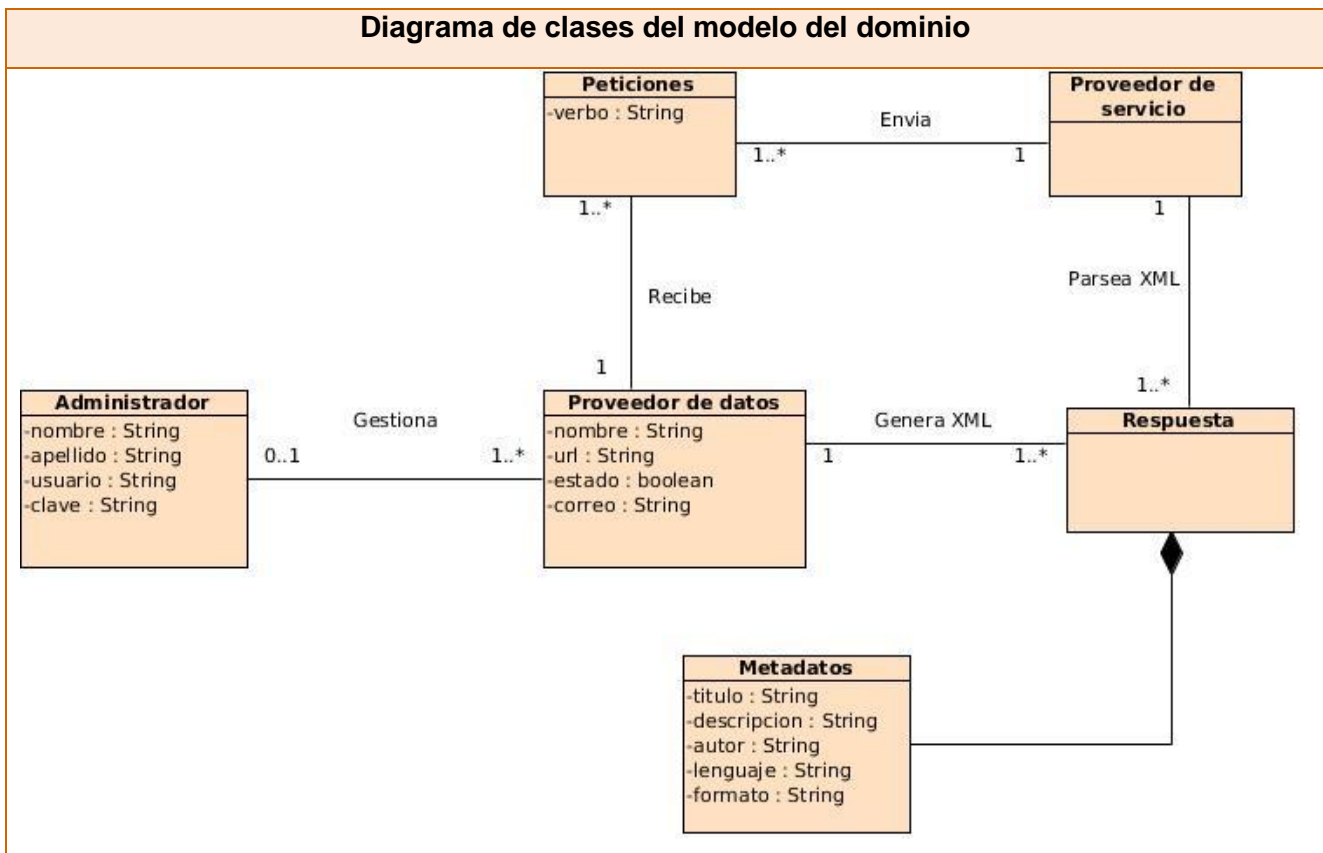 Diagrama de clases del modelo del dominio
Peticiones
-verbo : String
Envia
1..*
1
Proveedor de
servicio
1..*
Recibe
1
1
Parsea XML
1..*
Administrador
-nombre : String
-apellido : String
-usuario : String
-clave : String
Gestiona
0..1
1..*
Proveedor de datos
-nombre : String
-url : String
-estado : boolean
-correo : String
Genera XML
1
1..*
Respuesta
Metadatos
-titulo : String
-descripcion : String
-autor : String
-lenguaje : String
-formato : String